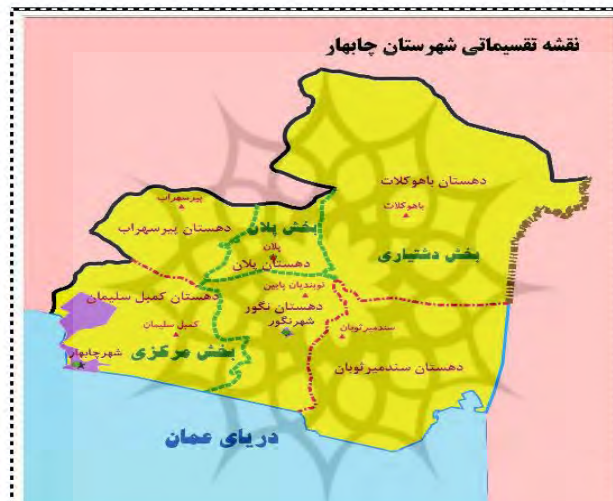 نقشه تقسیماتی شهرستان چابهار
دهستان باهوکلات
باهوکلات
پیرسهراب
دهستان پیرسهراب
بخش پلان
پلان
دهستان پلان
بخش دشتیاری
نوبندیان پایین
دهستان کمبل سلیمان
دهستان نگور
شهرنگور
کمبل سلیمان
سندمیرثوبان
شهرچابهار
بخش مرکزی
دهستان سندمیرثوبان
دریای عمان